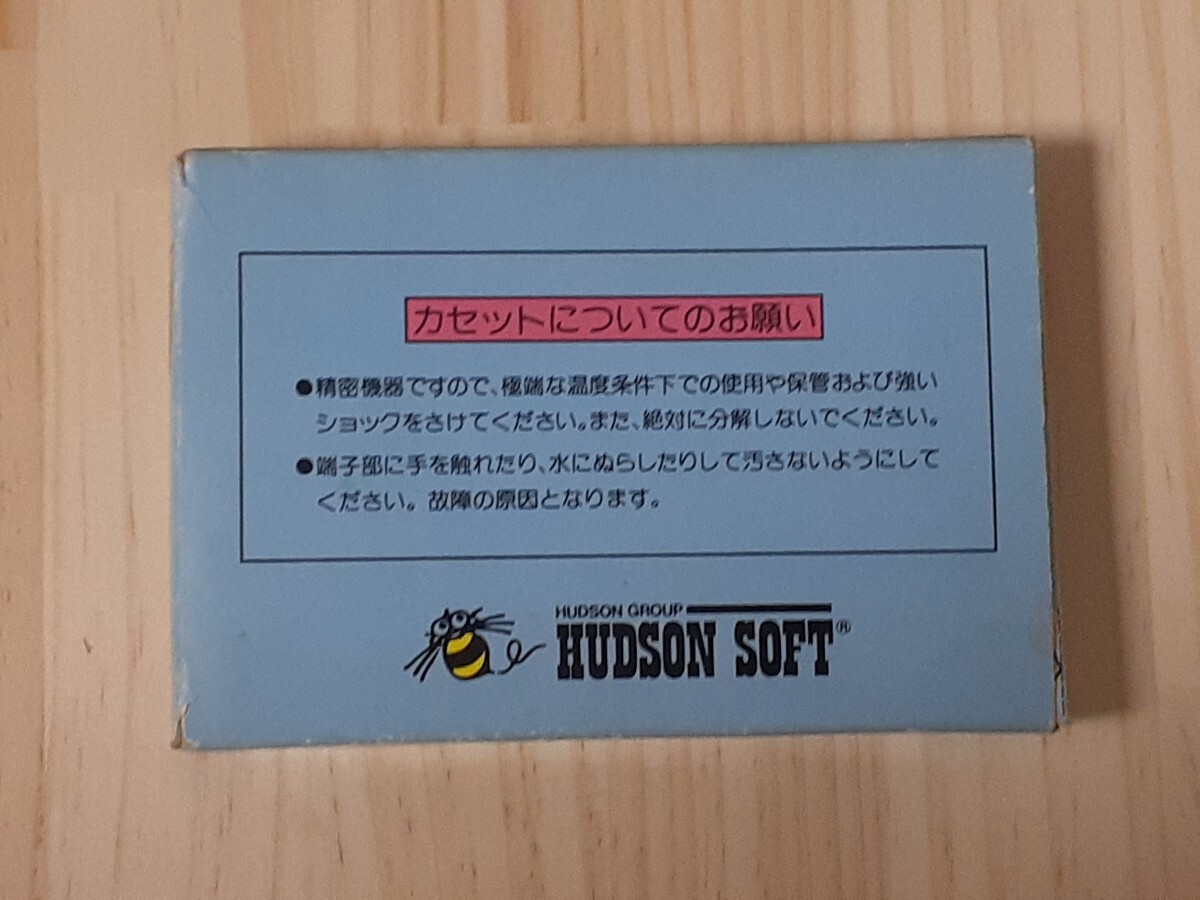 カセットについてのお願い
●精密機器ですので、極端な温度条件下での使用や保管および強い
ショックをさけてください。また、絶対に分解しないでください。
●端子部に手を触れたり、水にぬらしたりして汚さないようにして
ください。故障の原因となります。
HUDSON GROUP
HUDSON SOFT®